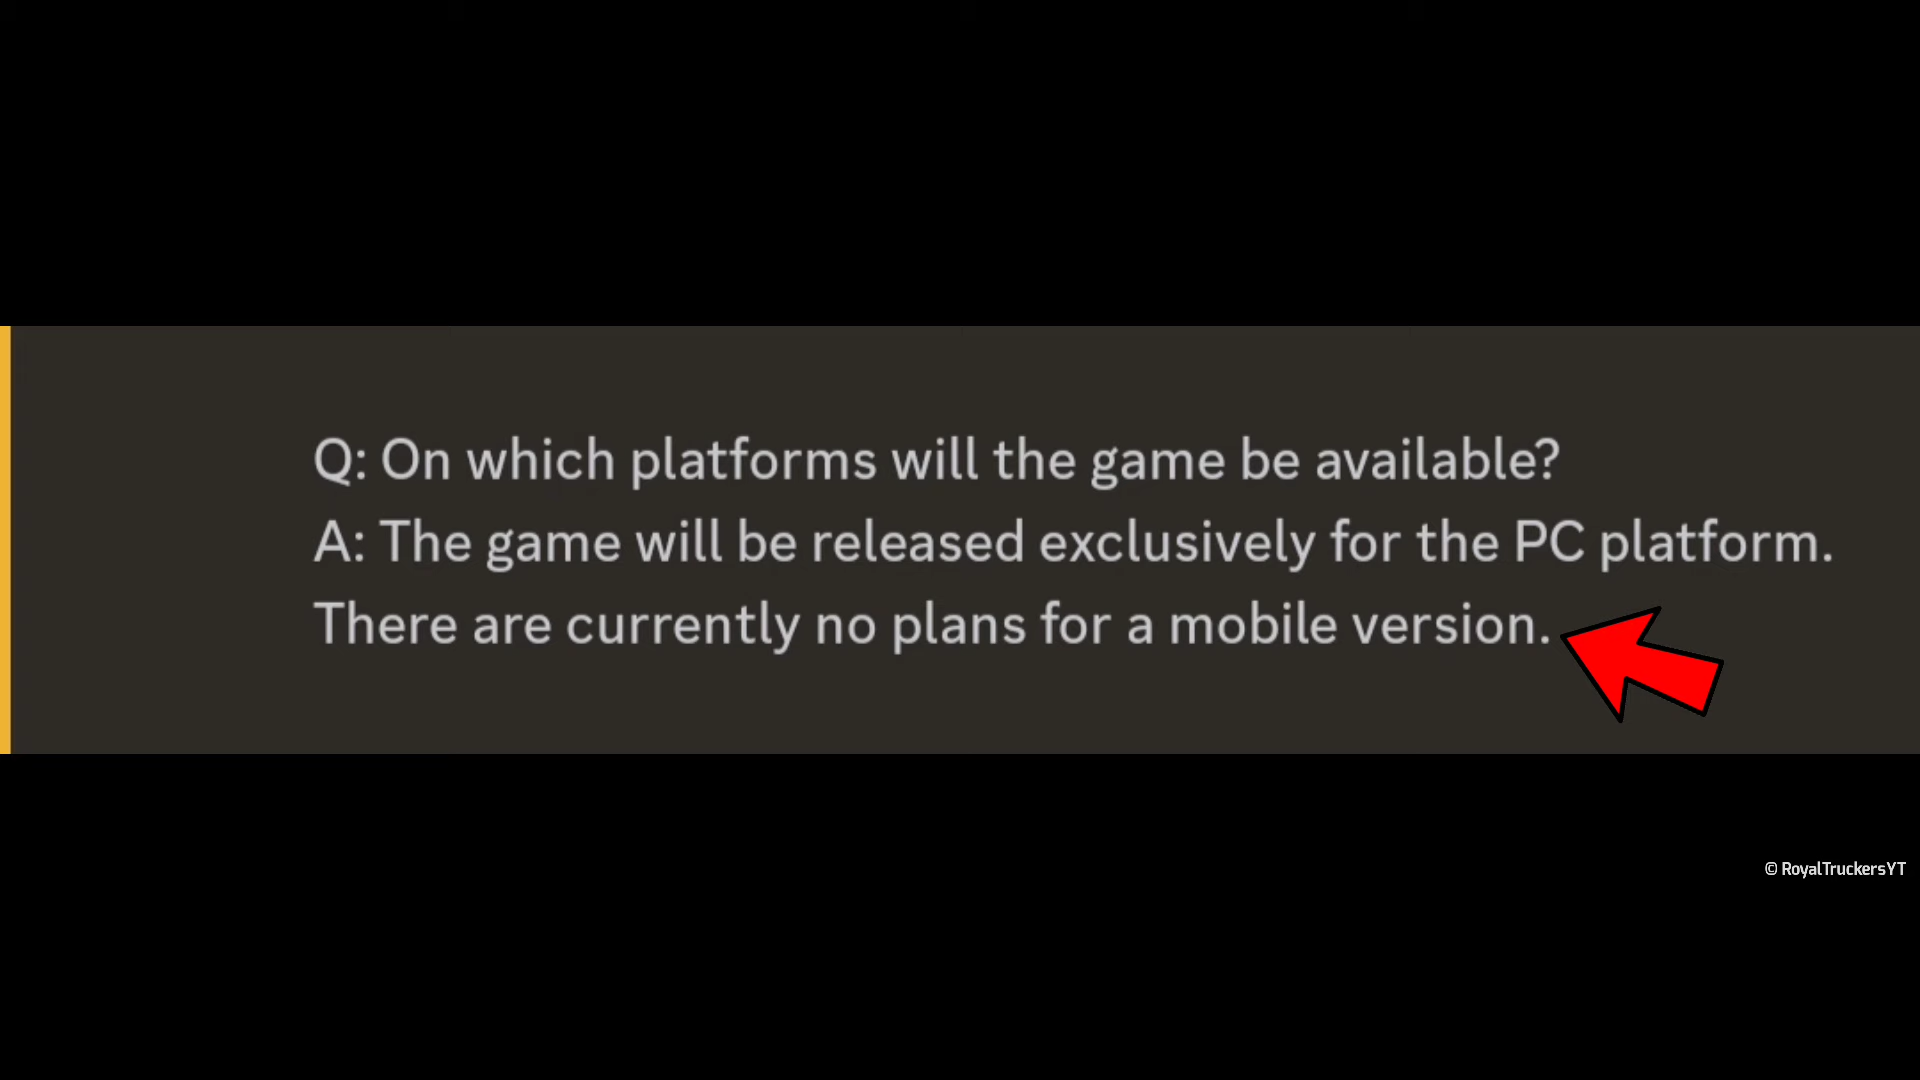 Q: On which platforms will the game be available?
A: The game will be released exclusively for the PC platform.
There are currently no plans for a mobile version.
© RoyalTruckersYT